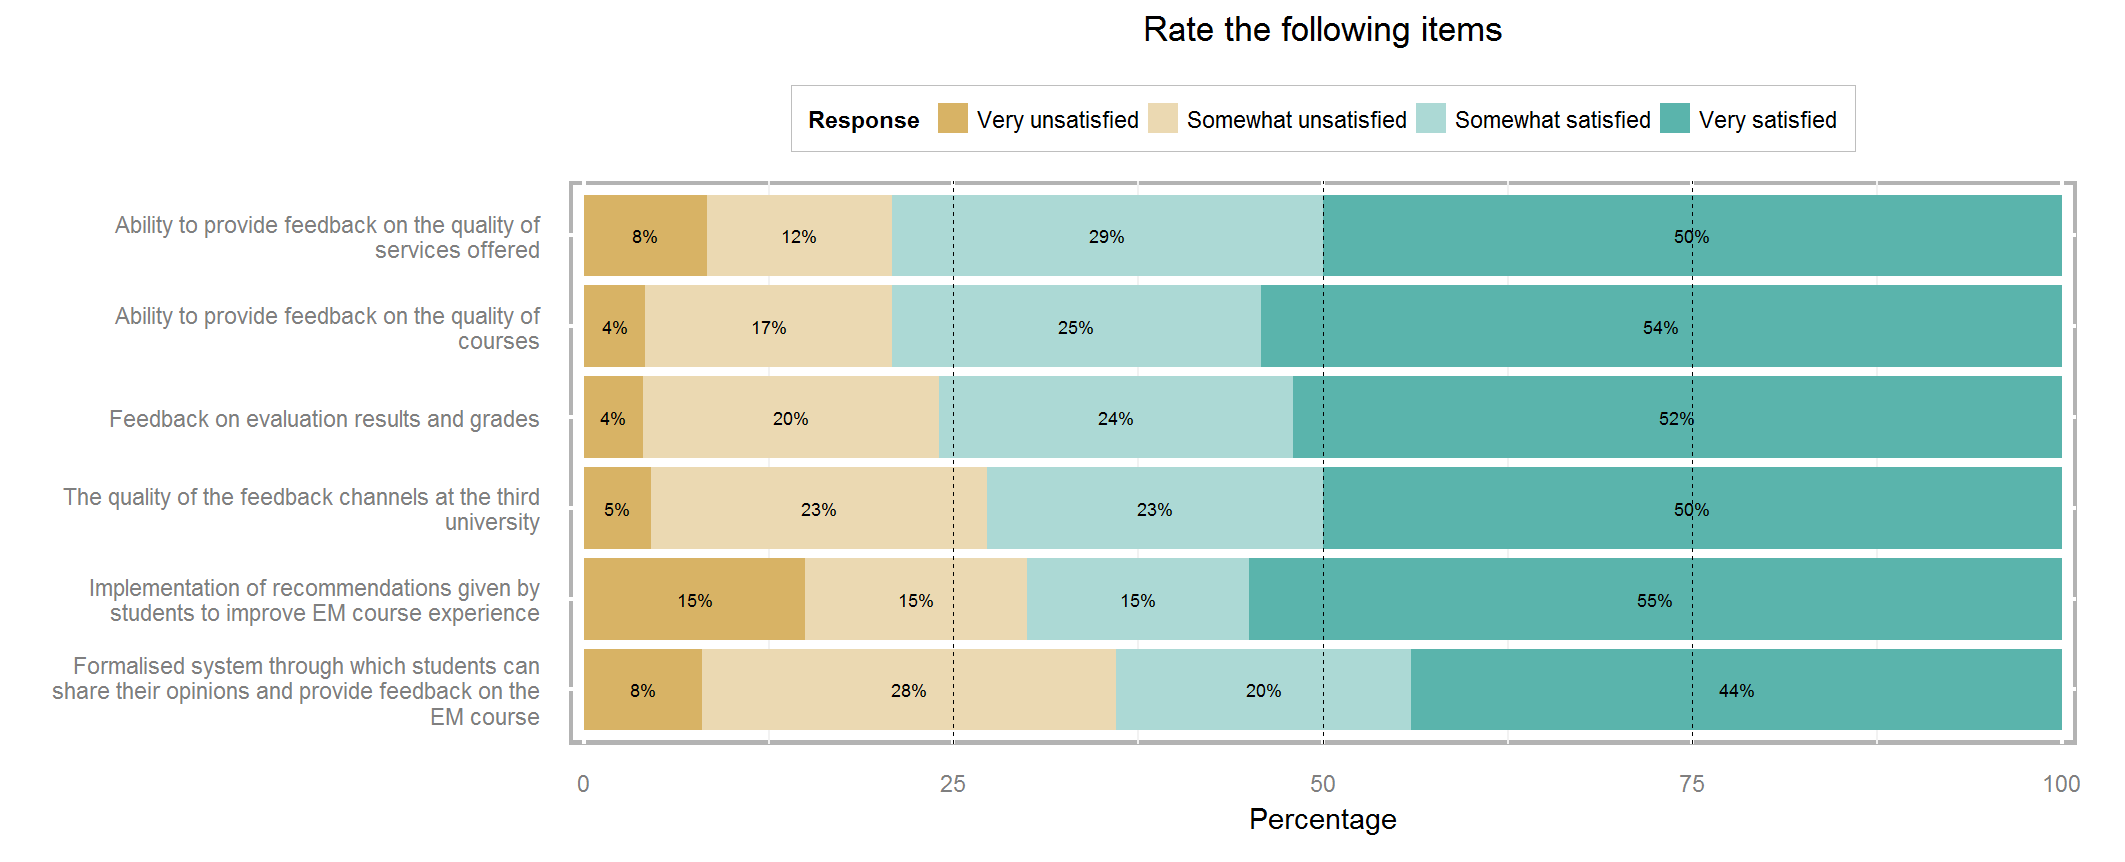 Rate the following items
Response Very unsatisfied Somewhat unsatisfied Somewhat satisfied Very satisfied
Ability to provide feedback on the quality of
services offered
8% 12% 29% 50%
Ability to provide feedback on the quality of
courses
4% 17% 25% 54%
Feedback on evaluation results and grades
4% 20% 24% 52%
The quality of the feedback channels at the third
university
5% 23% 23% 50%
Implementation of recommendations given by
students to improve EM course experience
15% 15% 15% 55%
Formalised system through which students can
share their opinions and provide feedback on the
EM course
8% 28% 20% 44%
0 25 50 75 100
Percentage